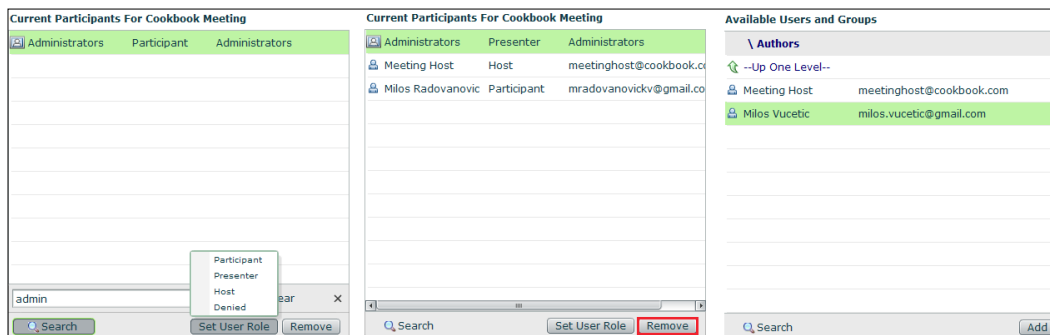 Current Participants For Cookbook Meeting
Administrators Participant Administrators
Participant
Presenter
Host
Denied
admin ear X
Search Set User Role Remove
Current Participants For Cookbook Meeting
Administrators Presenter Administrators
Meeting Host Host meetinghost@cookbook.co
Milos Radovanovic Participant mradovanovickv@gmail.co
Search Set User Role Remove
Available Users and Groups
\ Authors
--Up One Level--
Meeting Host meetinghost@cookbook.com
Milos Vucetic milos.vucetic@gmail.com
Search Add